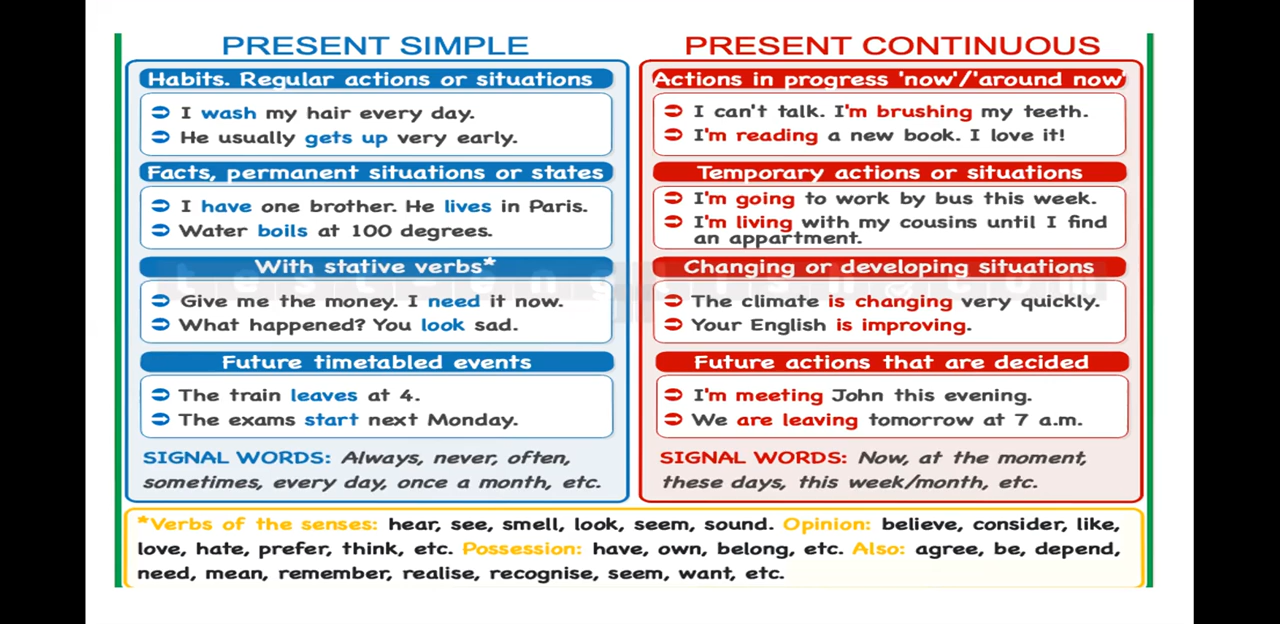 PRESENT SIMPLE
Habits. Regular actions or situations
I wash my hair every day.
He usually gets up very early.
Facts, permanent situations or states
I have one brother. He lives in Paris.
Water boils at 100 degrees.
With stative verbs*
Give me the money. I need it now.
What happened? You look sad.
Future timetabled events
The train leaves at 4.
The exams start next Monday.
SIGNAL WORDS: Always, never, often,
sometimes, every day, once a month, etc.
PRESENT CONTINUOUS
Actions in progress 'now'/'around now'
I can't talk. I'm brushing my teeth.
I'm reading a new book. I love it!
Temporary actions or situations
I'm going to work by bus this week.
I'm living with my cousins until I find
an appartment.
Changing or developing situations
The climate is changing very quickly.
Your English is improving.
Future actions that are decided
I'm meeting John this evening.
We are leaving tomorrow at 7 a.m.
SIGNAL WORDS: Now, at the moment,
these days, this week/month, etc.
*Verbs of the senses: hear, see, smell, look, seem, sound. Opinion: believe, consider, like,
love, hate, prefer, think, etc. Possession: have, own, belong, etc. Also: agree, be, depend,
need, mean, remember, realise, recognise, seem, want, etc.